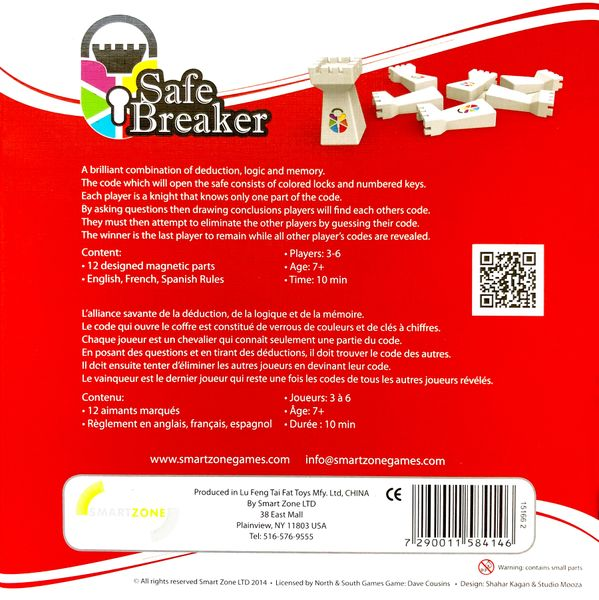 Safe
Breaker
A brilliant combination of deduction, logic and memory.
The code which will open the safe consists of colored locks and numbered keys.
Each player is a knight that knows only one part of the code.
By asking questions then drawing conclusions players will find each others code.
They must then attempt to eliminate the other players by guessing their code.
The winner is the last player to remain while all other player's codes are revealed.
Content:
• 12 designed magnetic parts
• English, French, Spanish Rules
• Players: 3-6
• Age: 7+
• Time: 10 min
L'alliance savante de la déduction, de la logique et de la mémoire.
Le code qui ouvre le coffre est constitué de verrous de couleurs et de clés à chiffres.
Chaque joueur est un chevalier qui connaît seulement une partie du code.
En posant des questions et en tirant des déductions, il doit trouver le code des autres.
Il deit ensuite tenter d'éliminer les autres joueurs en devinant leur code.
Le vainqueur est le dernier joueur qui reste une fois les codes de tous les autres joueurs révélés.
Contenu:
• 12 aimants marqués
• Règlement en anglais, français, espagnol
• Joueurs: 3 à 6
• Âge: 7+
• Durée : 10 min
www.smartzonegames.com info@smartzonegames.com
SMARTZONE
Produced in Lu Feng Tai Fat Toys Mfy. Ltd, CHINA
By Smart Zone LTD
38 East Mall
Plainview, NY 11803 USA
Tel: 516-576-9555
CE
7 290011 584146
15166 2
Warning: contains small parts
© All rights reserved Smart Zone LTD 2014 • Licensed by North & South Games Game: Dave Cousins • Design: Shahar Kagan & Studio Mooza